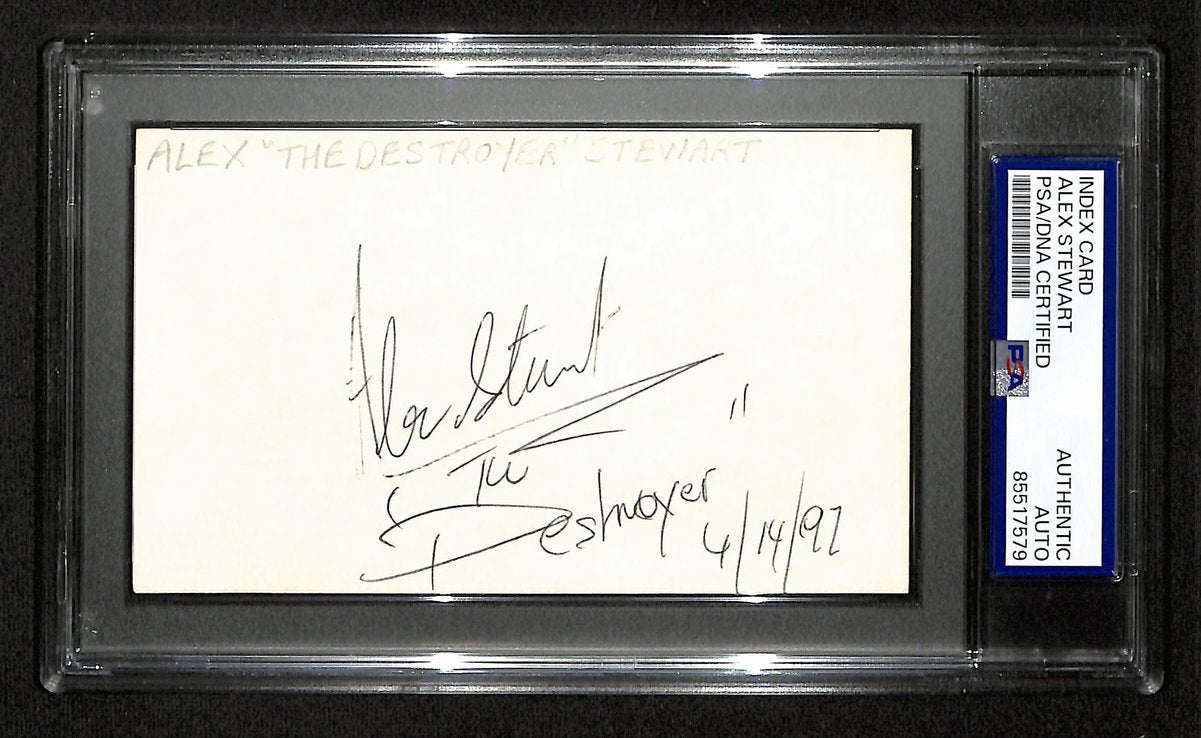 ALEX "THE DESTROYER" STEWART
Alex Stewart
The "
Destroyer
4/14/92
INDEX CARD
ALEX STEWART
PSA/DNA CERTIFIED
PSA
AUTHENTIC
AUTO
85517579